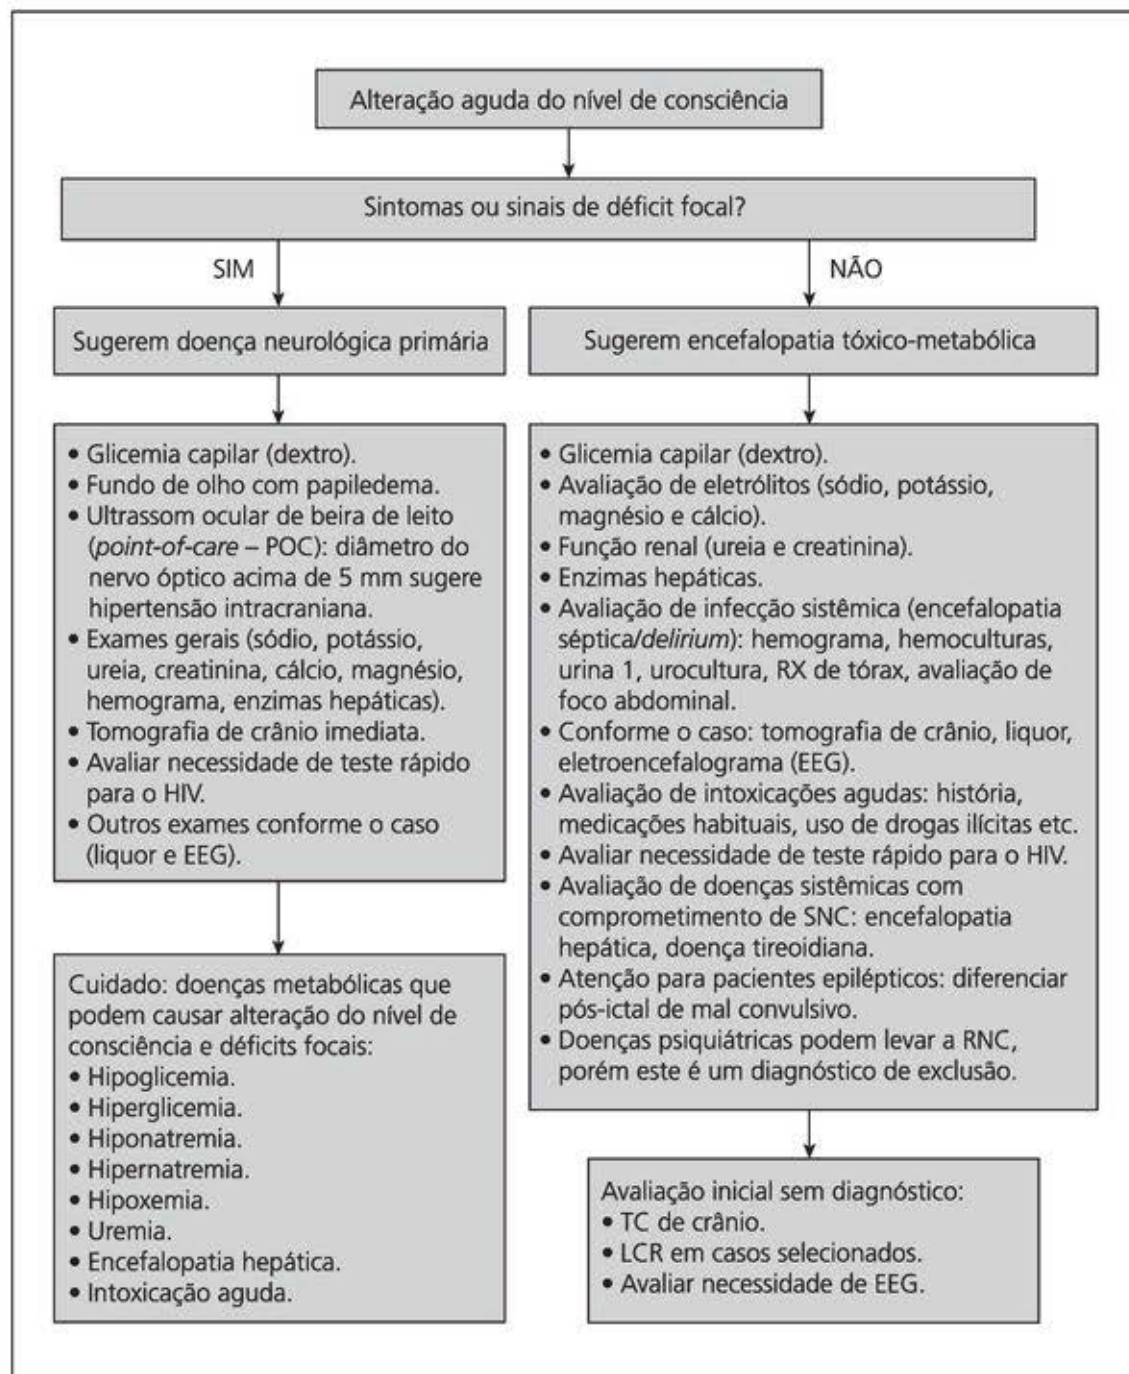 Alteração aguda do nível de consciência
Sintomas ou sinais de déficit focal?
SIM
NÃO
Sugerem doença neurológica primária
Sugerem encefalopatia tóxico-metabólica
• Glicemia capilar (dextro).
• Fundo de olho com papiledema.
• Ultrassom ocular de beira de leito
(point-of-care – POC): diâmetro do
nervo óptico acima de 5 mm sugere
hipertensão intracraniana.
• Exames gerais (sódio, potássio,
ureia, creatinina, cálcio, magnésio,
hemograma, enzimas hepáticas).
• Tomografia de crânio imediata.
• Avaliar necessidade de teste rápido
para o HIV.
• Outros exames conforme o caso
(liquor e EEG).
Cuidado: doenças metabólicas que
podem causar alteração do nível de
consciência e déficits focais:
• Hipoglicemia.
• Hiperglicemia.
• Hiponatremia.
• Hipernatremia.
• Hipoxemia.
• Uremia.
• Encefalopatia hepática.
• Intoxicação aguda.
• Glicemia capilar (dextro).
• Avaliação de eletrólitos (sódio, potássio,
magnésio e cálcio).
• Função renal (ureia e creatinina).
• Enzimas hepáticas.
• Avaliação de infecção sistêmica (encefalopatia
séptica/delirium): hemograma, hemoculturas,
urina 1, urocultura, RX de tórax, avaliação de
foco abdominal.
• Conforme o caso: tomografia de crânio, liquor,
eletroencefalograma (EEG).
• Avaliação de intoxicações agudas: história,
medicações habituais, uso de drogas ilícitas etc.
• Avaliar necessidade de teste rápido para o HIV.
• Avaliação de doenças sistêmicas com
comprometimento de SNC: encefalopatia
hepática, doença tireoidiana.
• Atenção para pacientes epilépticos: diferenciar
pós-ictal de mal convulsivo.
• Doenças psiquiátricas podem levar a RNC,
porém este é um diagnóstico de exclusão.
Avaliação inicial sem diagnóstico:
• TC de crânio.
• LCR em casos selecionados.
• Avaliar necessidade de EEG.